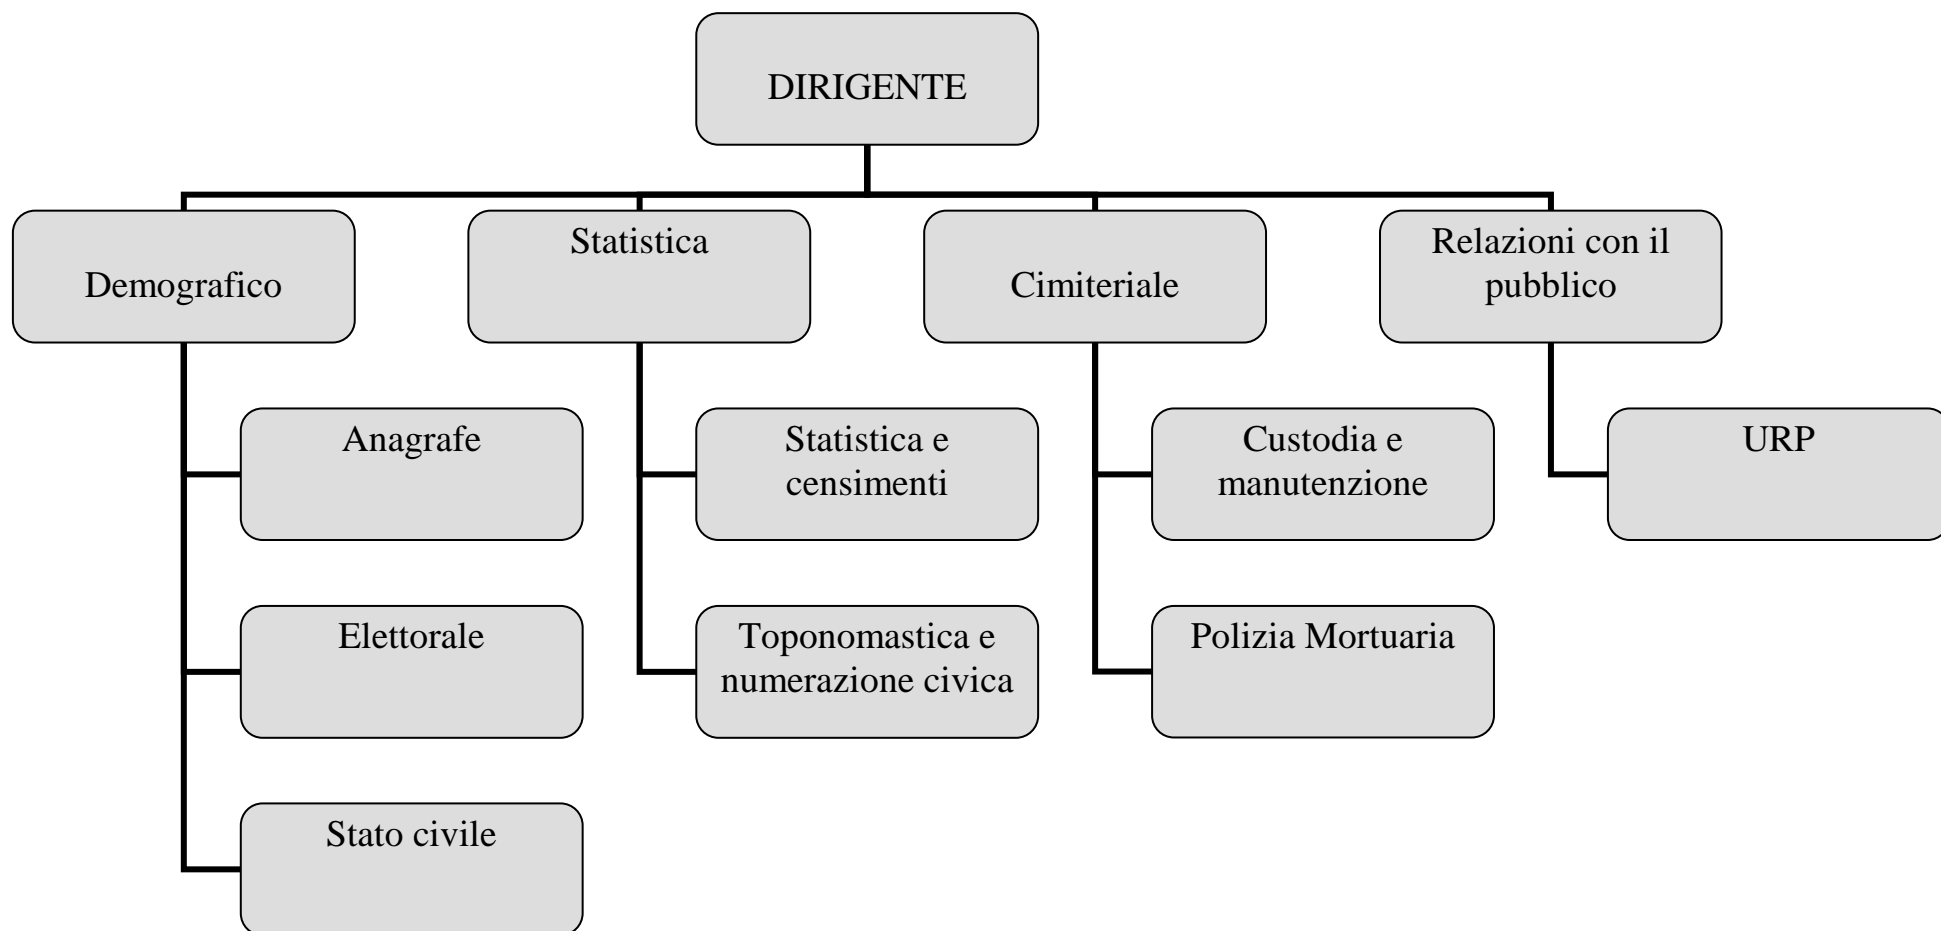 DIRIGENTE
Demografico
Statistica
Cimiteriale
Relazioni con il
pubblico
Anagrafe
Statistica e
censimenti
Custodia e
manutenzione
URP
Elettorale
Toponomastica e
numerazione civica
Polizia Mortuaria
Stato civile